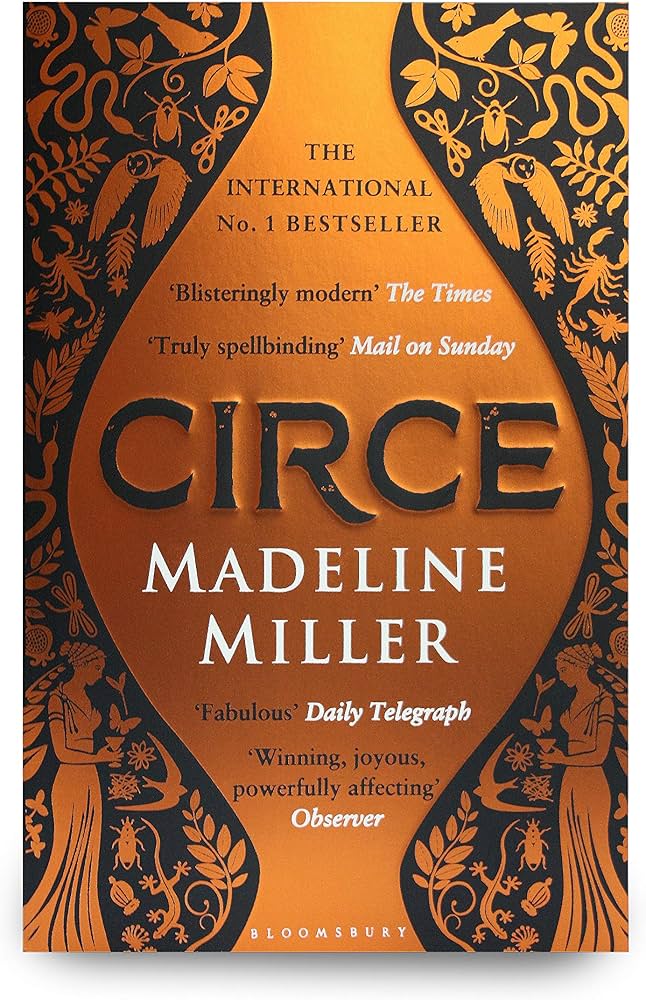 THE
INTERNATIONAL
No. 1 BESTSELLER
‘Blisteringly modern’ The Times
‘Truly spellbinding’ Mail on Sunday
CIRCE
MADELINE
MILLER
‘Fabulous’ Daily Telegraph
‘Winning, joyous,
powerfully affecting’
Observer
BLOOMSBURY